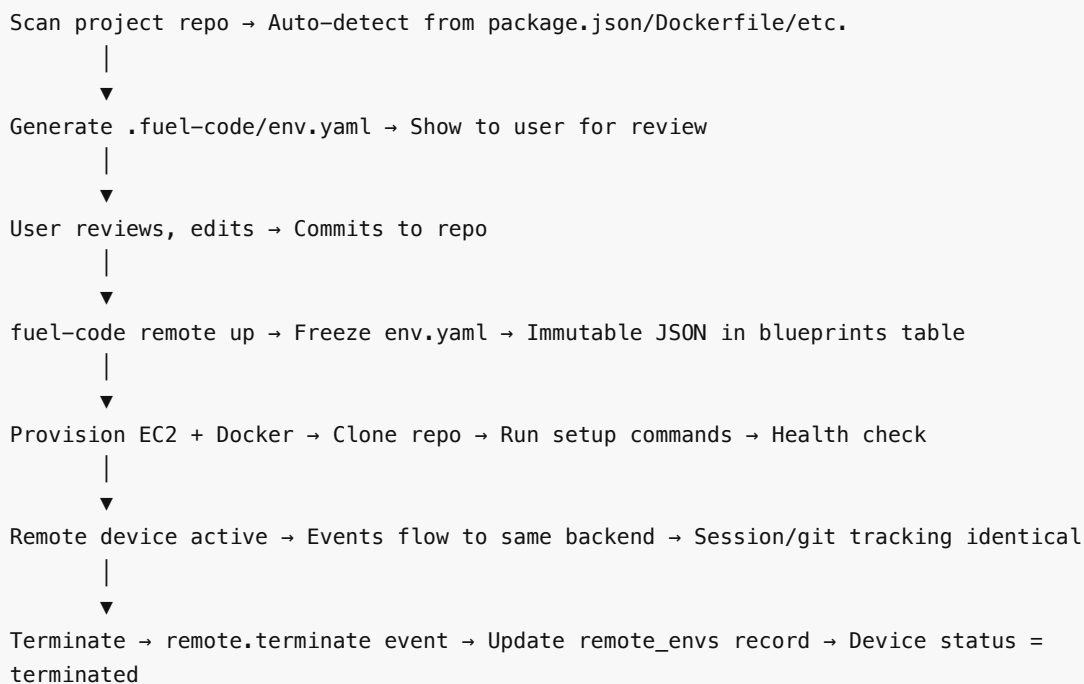 Scan project repo → Auto-detect from package.json/Dockerfile/etc.
│
▼
Generate .fuel-code/env.yaml → Show to user for review
│
▼
User reviews, edits → Commits to repo
│
▼
fuel-code remote up → Freeze env.yaml → Immutable JSON in blueprints table
│
▼
Provision EC2 + Docker → Clone repo → Run setup commands → Health check
│
▼
Remote device active → Events flow to same backend → Session/git tracking identical
│
▼
Terminate → remote.terminate event → Update remote_envs record → Device status =
terminated